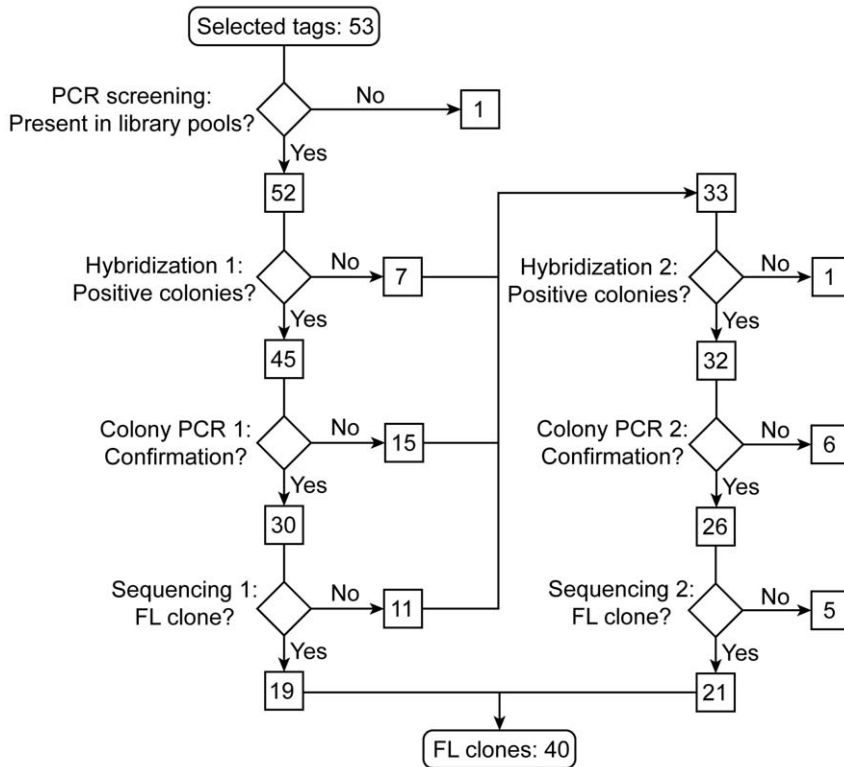 Selected tags: 53
PCR screening:
Present in library pools?
No
1
Yes
52
Hybridization 1:
Positive colonies?
No
7
Yes
45
Colony PCR 1:
Confirmation?
No
15
Yes
30
Sequencing 1:
FL clone?
No
11
Yes
19
33
Hybridization 2:
Positive colonies?
No
1
Yes
32
Colony PCR 2:
Confirmation?
No
6
Yes
26
Sequencing 2:
FL clone?
No
5
Yes
21
FL clones: 40